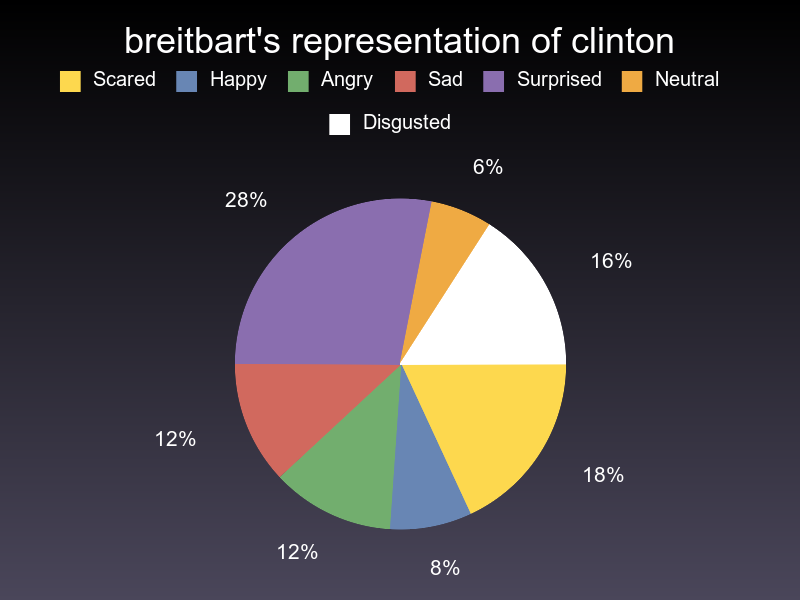 breitbart's representation of clinton
Scared Happy Angry Sad Surprised Neutral
Disgusted
6%
28%
16%
12%
18%
12%
8%